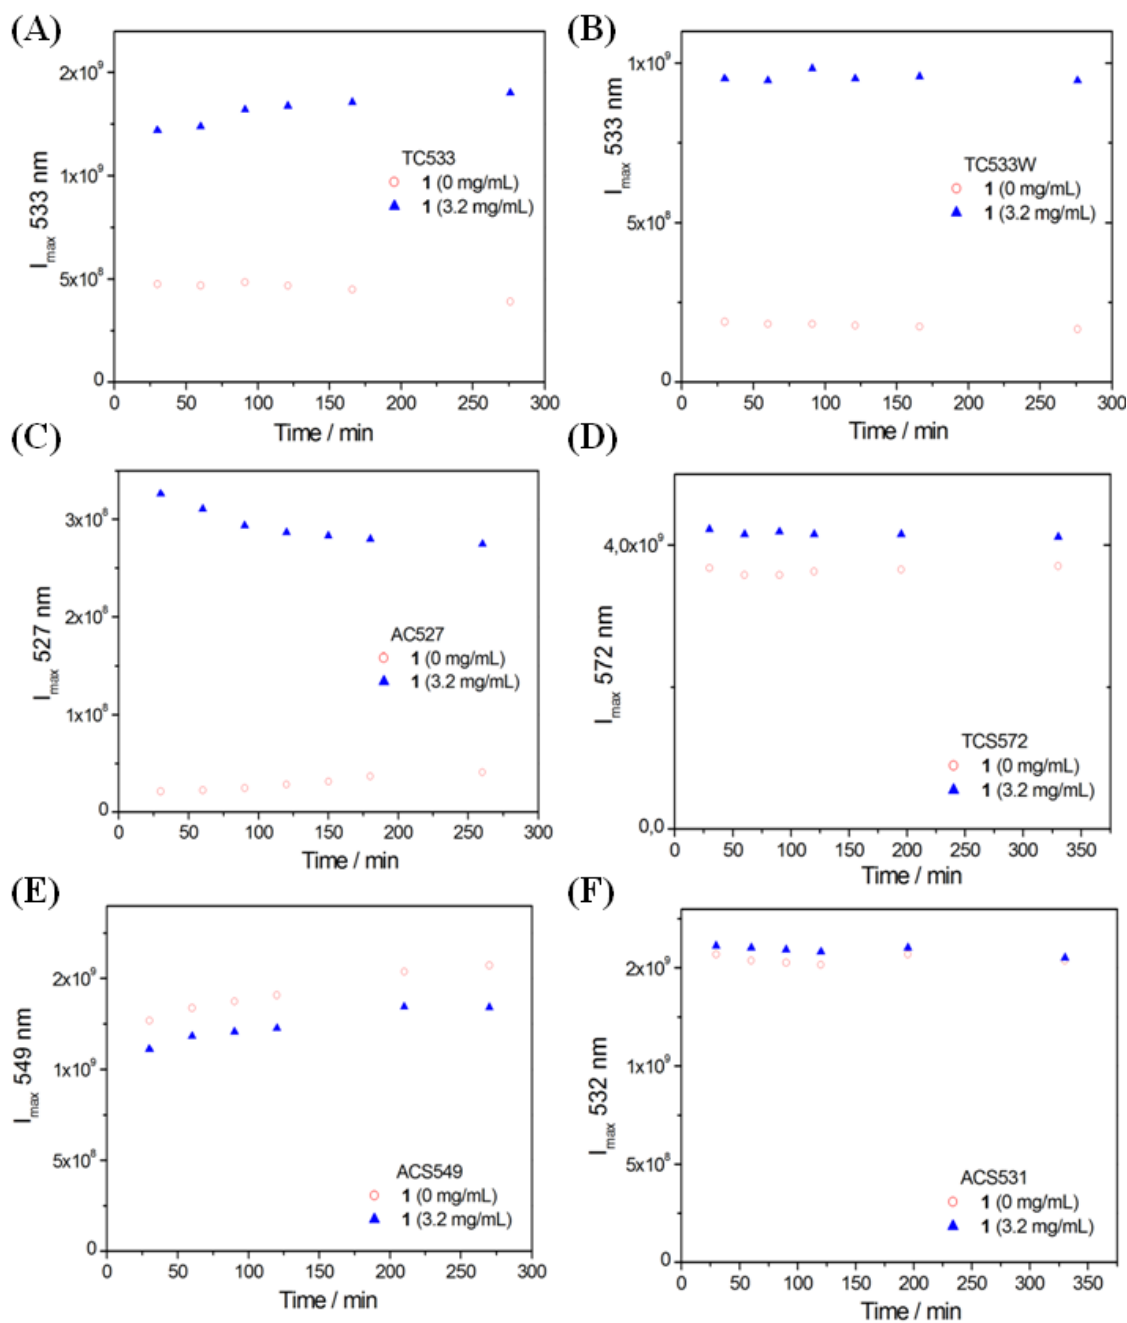 (A)
2x10⁹
1x10⁹
5x10⁸
0
I_max 533 nm
TC533
1 (0 mg/mL)
1 (3.2 mg/mL)
0 50 100 150 200 250 300
Time / min
(B)
1x10⁹
5x10⁸
0
I_max 533 nm
TC533W
1 (0 mg/mL)
1 (3.2 mg/mL)
0 50 100 150 200 250 300
Time / min
(C)
3x10⁸
2x10⁸
1x10⁸
0
I_max 527 nm
AC527
1 (0 mg/mL)
1 (3.2 mg/mL)
0 50 100 150 200 250 300
Time / min
(D)
4,0x10⁹
0,0
I_max 572 nm
TCS572
1 (0 mg/mL)
1 (3.2 mg/mL)
0 50 100 150 200 250 300 350
Time / min
(E)
2x10⁹
1x10⁹
5x10⁸
0
I_max 549 nm
ACS549
1 (0 mg/mL)
1 (3.2 mg/mL)
0 50 100 150 200 250 300
Time / min
(F)
2x10⁹
1x10⁹
5x10⁸
0
I_max 532 nm
ACS531
1 (0 mg/mL)
1 (3.2 mg/mL)
0 50 100 150 200 250 300 350
Time / min